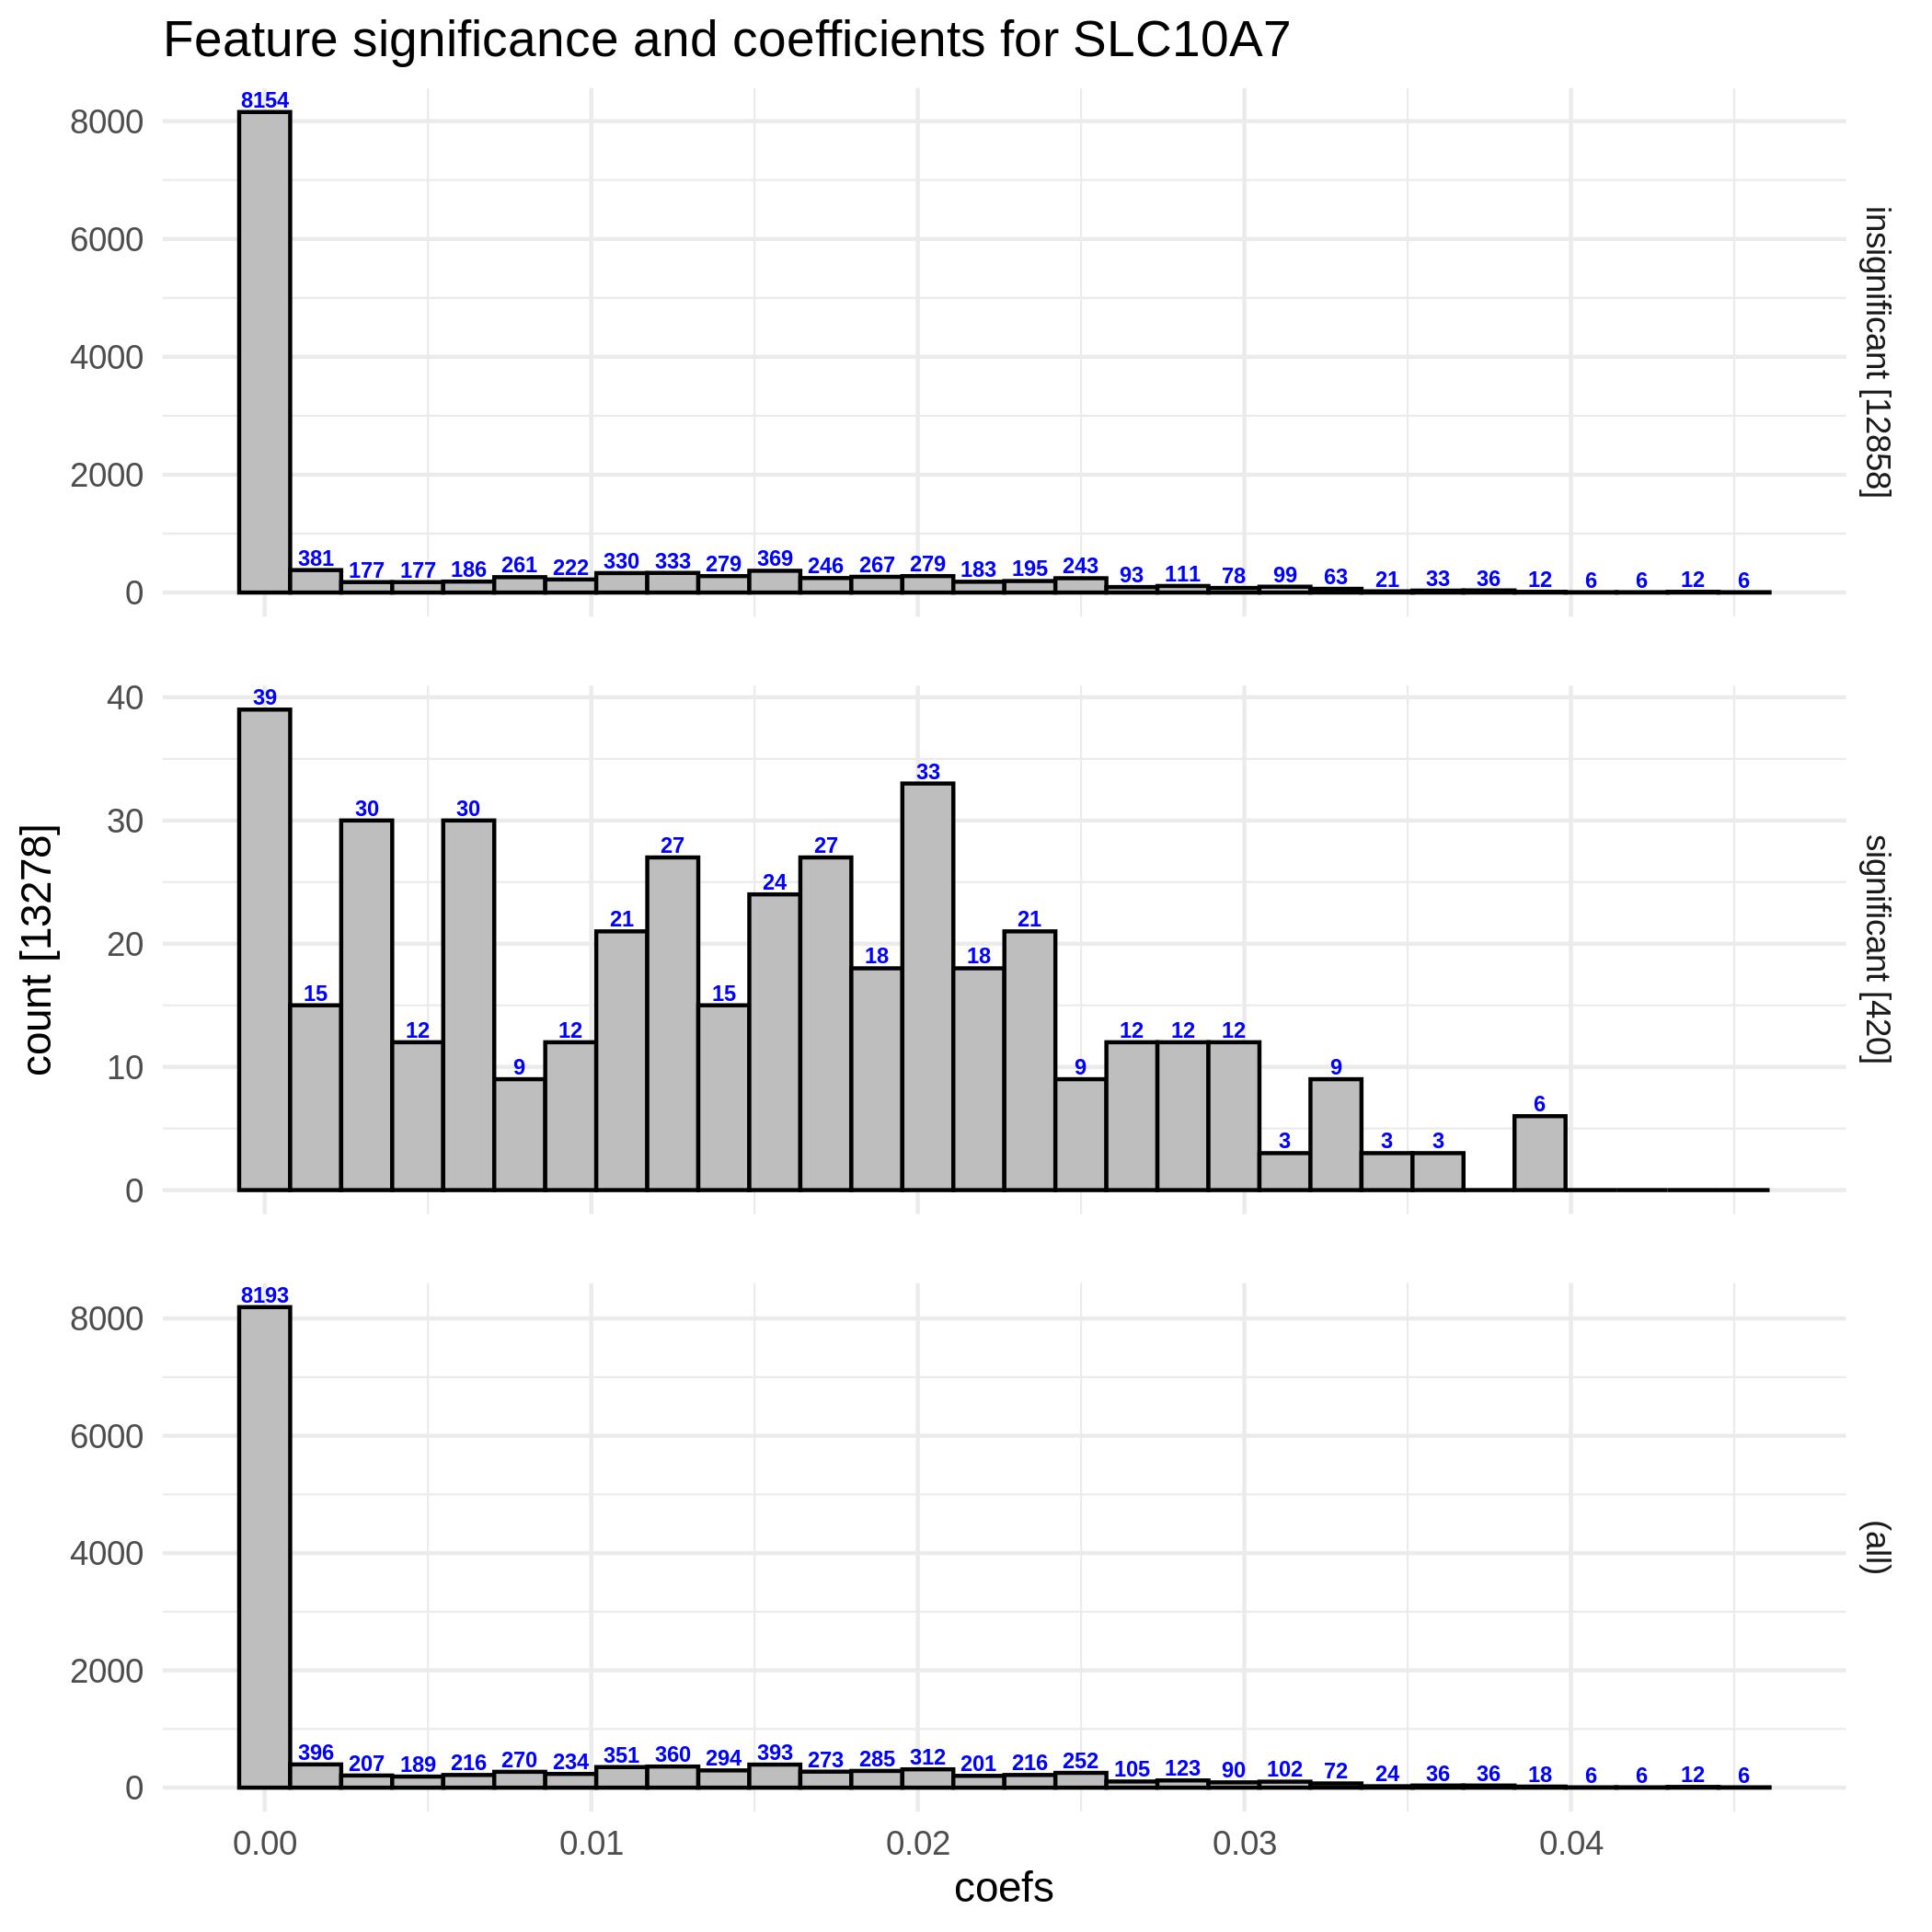 Feature significance and coefficients for SLC10A7
count [13278]
8000
6000
4000
2000
0
8154
381 177 177 186 261 222 330 333 279 369 246 267 279 183 195 243 93 111 78 99 63 21 33 36 12 6 6 12 6
insignificant [12858]
40
30
20
10
0
39 15 30 12 30 9 12 21 27 15 24 27 18 33 18 21 9 12 12 12 3 9 3 3 6
significant [420]
8000
6000
4000
2000
0
8193
396 207 189 216 270 234 351 360 294 393 273 285 312 201 216 252 105 123 90 102 72 24 36 36 18 6 6 12 6
(all)
0.00 0.01 0.02 0.03 0.04
coefs